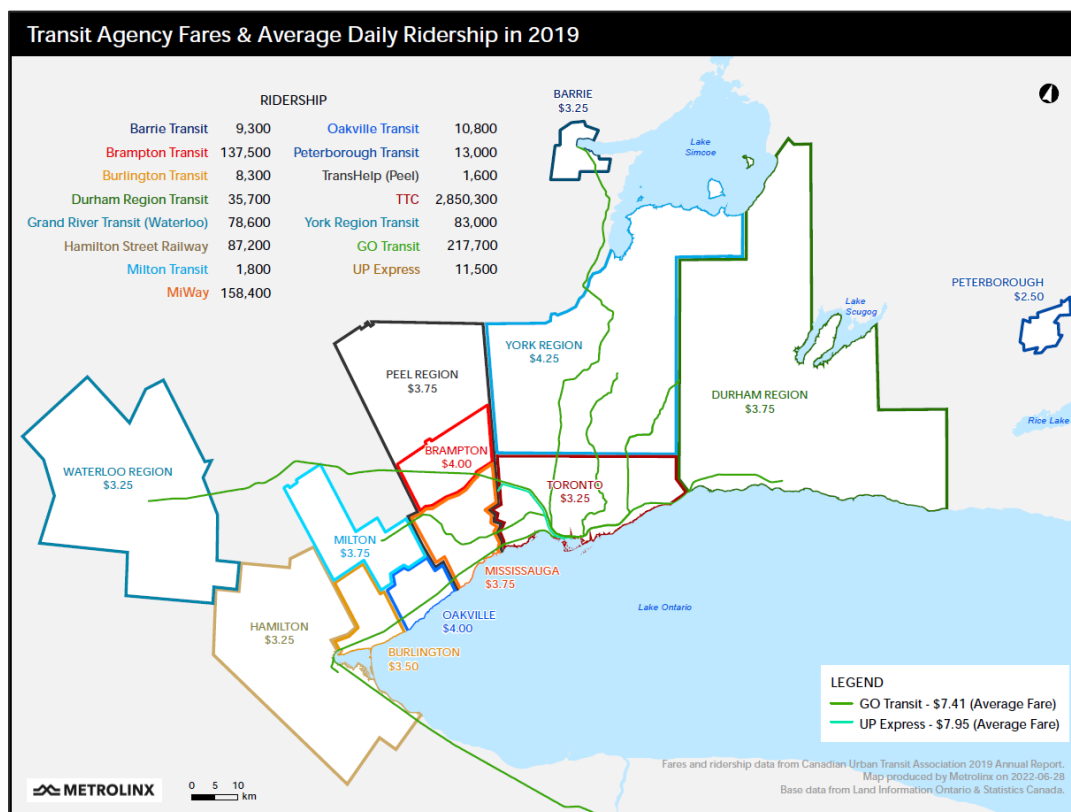 Transit Agency Fares & Average Daily Ridership in 2019
RIDERSHIP
Barrie Transit 9,300
Brampton Transit 137,500
Burlington Transit 8,300
Durham Region Transit 35,700
Grand River Transit (Waterloo) 78,600
Hamilton Street Railway 87,200
Milton Transit 1,800
MiWay 158,400
Oakville Transit 10,800
Peterborough Transit 13,000
TransHelp (Peel) 1,600
TTC 2,850,300
York Region Transit 83,000
GO Transit 217,700
UP Express 11,500
BARRIE
$3.25
Lake
Simcoe
PETERBOROUGH
$2.50
Lake
Scugog
Rice Lake
YORK REGION
$4.25
PEEL REGION
$3.75
DURHAM REGION
$3.75
BRAMPTON
$4.00
WATERLOO REGION
$3.25
TORONTO
$3.25
MILTON
$3.75
MISSISSAUGA
$3.75
OAKVILLE
$4.00
Lake Ontario
HAMILTON
$3.25
BURLINGTON
$3.50
LEGEND
GO Transit - $7.41 (Average Fare)
UP Express - $7.95 (Average Fare)
Fares and ridership data from Canadian Urban Transit Association 2019 Annual Report.
Map produced by Metrolinx on 2022-06-28
Base data from Land Information Ontario & Statistics Canada.
METROLINX
0 5 10
km